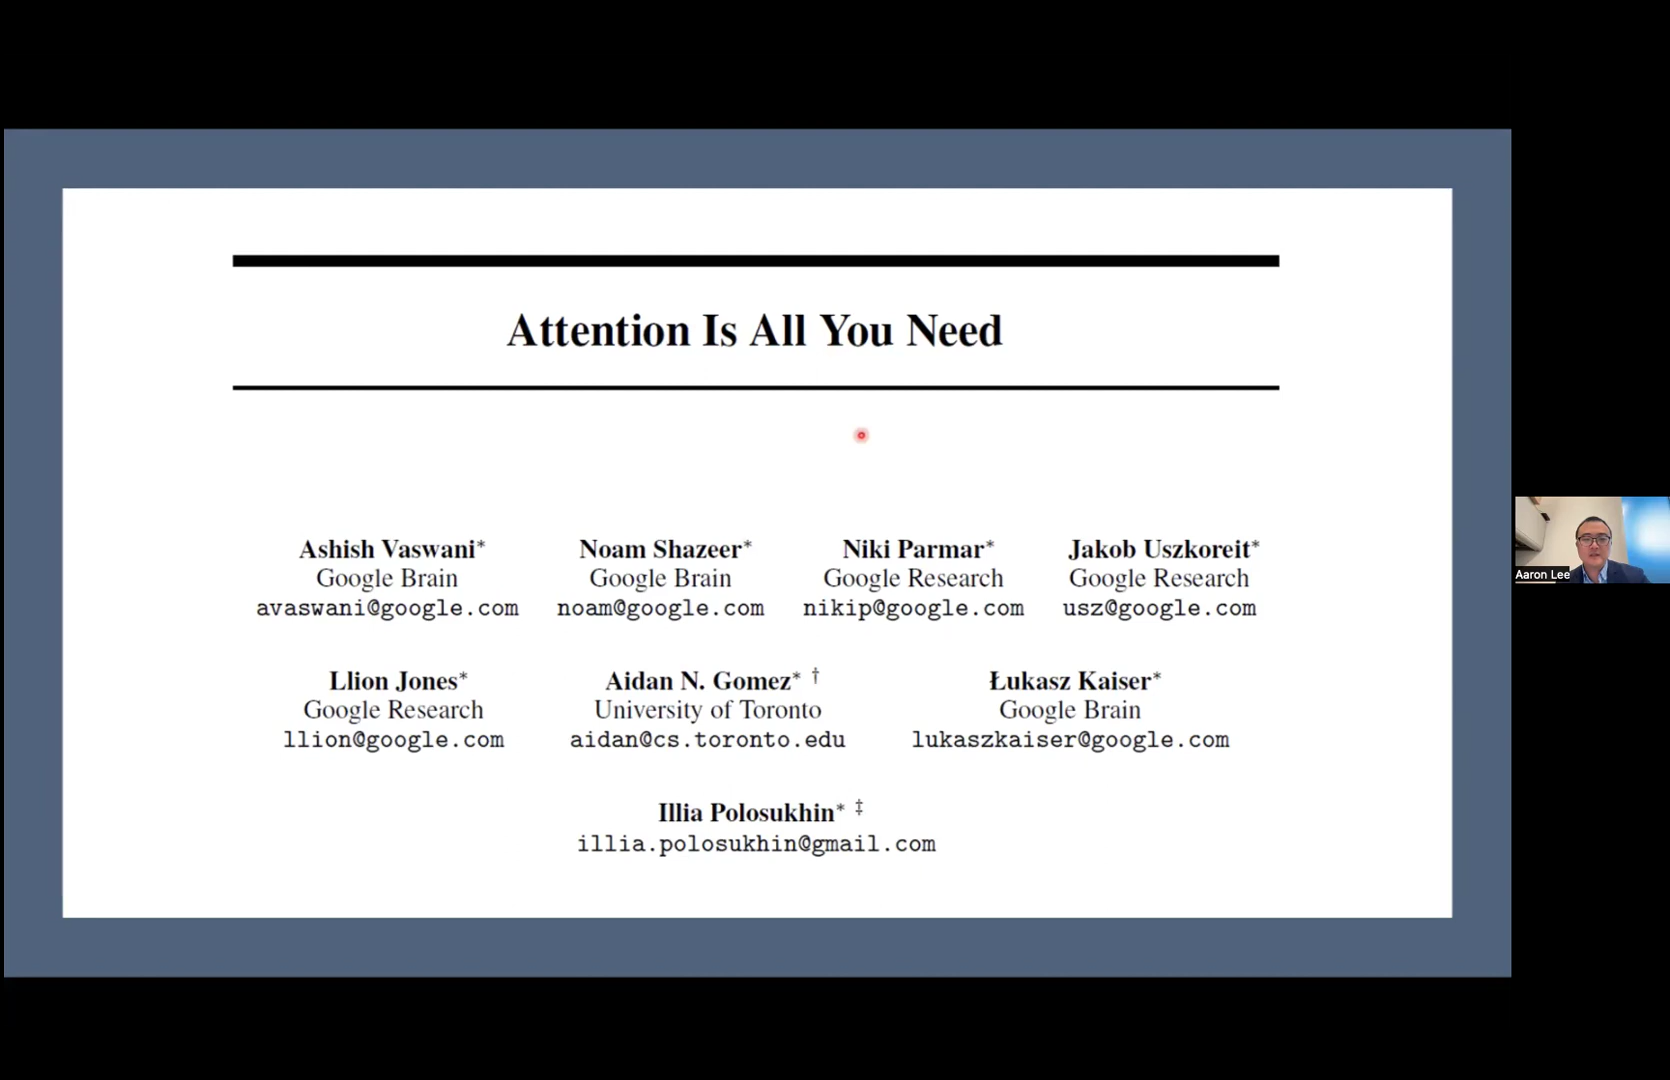 Attention Is All You Need
Ashish Vaswani* Noam Shazeer* Niki Parmar* Jakob Uszkoreit*
Google Brain Google Brain Google Research Google Research
avaswani@google.com noam@google.com nikip@google.com usz@google.com
Llion Jones* Aidan N. Gomez* † Łukasz Kaiser*
Google Research University of Toronto Google Brain
llion@google.com aidan@cs.toronto.edu lukaszkaiser@google.com
Illia Polosukhin* ‡
illia.polosukhin@gmail.com
Aaron Lee